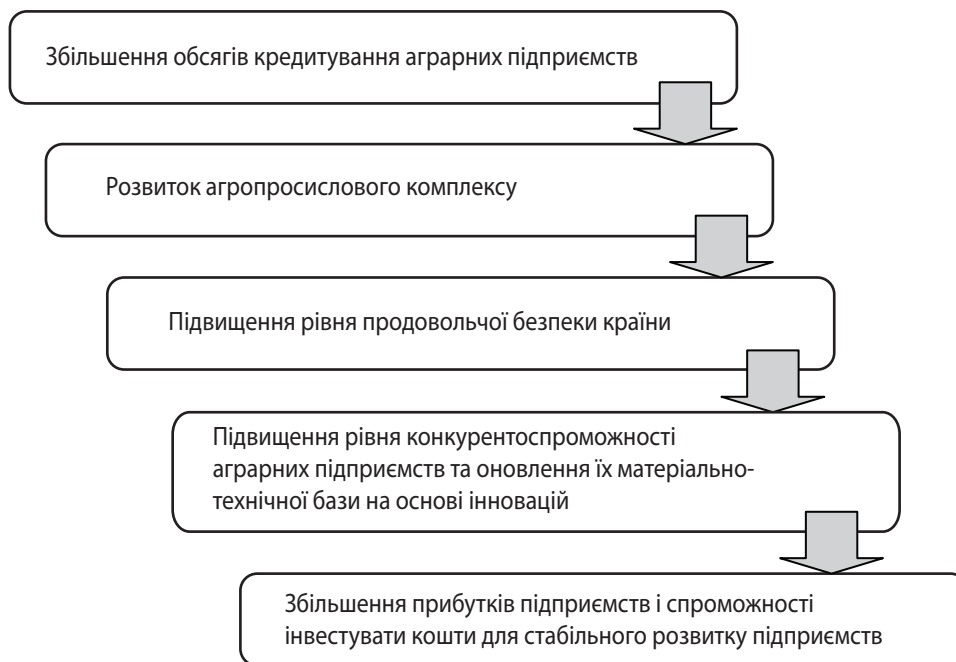 Збільшення обсягів кредитування аграрних підприємств
Розвиток агропросислового комплексу
Підвищення рівня продовольчої безпеки країни
Підвищення рівня конкурентоспроможності
аграрних підприємств та оновлення їх матеріально-
технічної бази на основі інновацій
Збільшення прибутків підприємств і спроможності
інвестувати кошти для стабільного розвитку підприємств